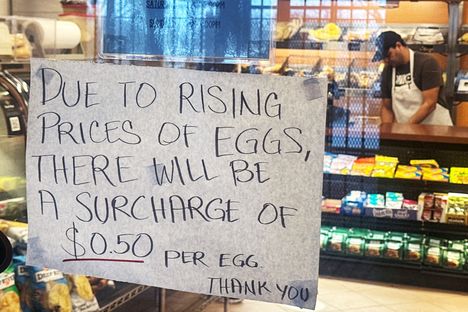 DUE TO RISING
PRICES OF EGGS,
THERE WILL BE
A SURCHARGE OF
$0.50 PER EGG.
THANK YOU